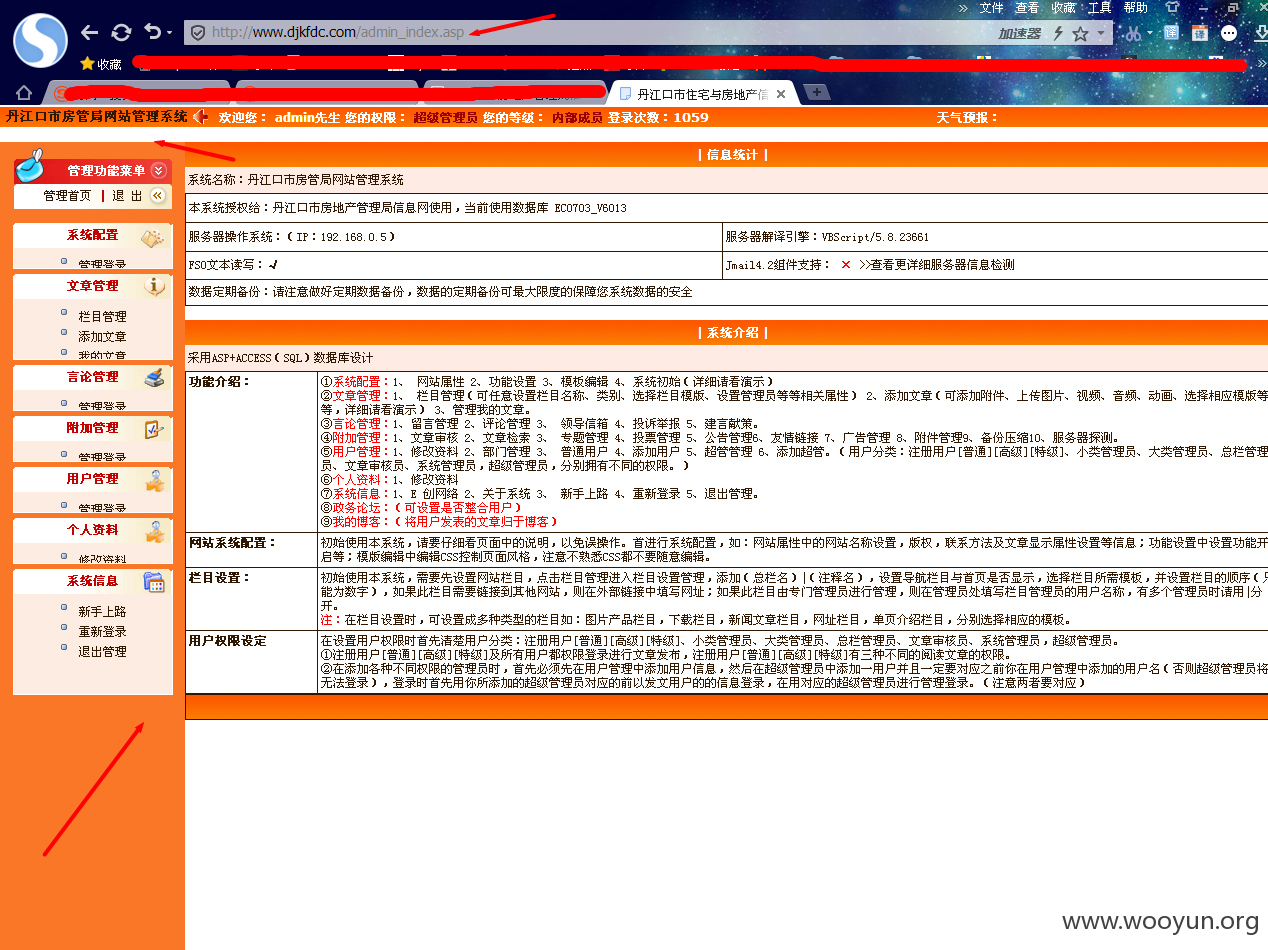 » 文件 查看 收藏 工具 帮助
http://www.djkfdc.com/admin_index.asp 加速器
收藏
丹江口市住宅与房地产信
丹江口市房管局网站管理系统 欢迎您： admin先生 您的权限： 超级管理员 您的等级： 内部成员 登录次数：1059 天气预报：
管理功能菜单
管理首页 | 退 出
系统配置
管理登录
文章管理
栏目管理
添加文章
我的文章
言论管理
管理登录
附加管理
管理登录
用户管理
管理登录
个人资料
修改资料
系统信息
新手上路
重新登录
退出管理
| 信息统计 |
系统名称：丹江口市房管局网站管理系统
本系统授权给：丹江口市房地产管理局信息网使用，当前使用数据库 EC0703_V6013
服务器操作系统：（IP：192.168.0.5） 服务器解译引擎：VBScript/5.8.23661
FSO文本读写：√ Jmail4.2组件支持： × >>查看更详细服务器信息检测
数据定期备份：请注意做好定期数据备份，数据的定期备份可最大限度的保障您系统数据的安全
| 系统介绍 |
采用ASP+ACCESS（SQL）数据库设计
功能介绍：
①系统配置：1、 网站属性 2、功能设置 3、模板编辑 4、系统初始（详细请看演示）
②文章管理：1、 栏目管理（可任意设置栏目名称、类别、选择栏目模版、设置管理员等等相关属性） 2、添加文章（可添加附件、上传图片、视频、音频、动画、选择相应模版等
等，详细请看演示） 3、管理我的文章。
③言论管理：1、留言管理 2、评论管理 3、 领导信箱 4、投诉举报 5、建言献策。
④附加管理：1、文章审核 2、文章检索 3、 专题管理 4、投票管理 5、公告管理6、友情链接 7、广告管理 8、附件管理9、备份压缩10、服务器探测。
⑤用户管理：1、修改资料 2、部门管理 3、 普通用户 4、添加用户 5、超管管理 6、添加超管。（用户分类：注册用户[普通][高级][特级]、小类管理员、大类管理员、总栏管理
员、文章审核员、系统管理员，超级管理员，分别拥有不同的权限。）
⑥个人资料：1、修改资料
⑦系统信息：1、E 创网络 2、关于系统 3、 新手上路 4、重新登录 5、退出管理。
⑧政务论坛：（可设置是否整合用户）
⑨我的博客：（将用户发表的文章归于博客）
网站系统配置：
初始使用本系统，请要仔细看页面中的说明，以免误操作。首进行系统配置，如：网站属性中的网站名称设置，版权，联系方法及文章显示属性设置等信息；功能设置中设置功能开
启等；模版编辑中编辑CSS控制页面风格，注意不熟悉CSS都不要随意编辑。
栏目设置：
初始使用本系统，需要先设置网站栏目，点击栏目管理进入栏目设置管理，添加（总栏名）|（注释名），设置导航栏目与首页是否显示，选择栏目所需模板，并设置栏目的顺序（只
能为数字），如果此栏目需要链接到其他网站，则在外部链接中填写网址；如果此栏目由专门管理员进行管理，则在管理员处填写栏目管理员的用户名称，有多个管理员时请用|分
开。
注：在栏目设置时，可设置成多种类型的栏目如：图片产品栏目，下载栏目，新闻文章栏目，网址栏目，单页介绍栏目，分别选择相应的模板。
用户权限设定
在设置用户权限时首先清楚用户分类：注册用户[普通][高级][特级]、小类管理员、大类管理员、总栏管理员、文章审核员、系统管理员，超级管理员。
①注册用户[普通][高级][特级]及所有用户都权限登录进行文章发布，注册用户[普通][高级][特级]有三种不同的阅读文章的权限。
②在添加各种不同权限的管理员时，首先必须先在用户管理中添加用户信息，然后在超级管理员中添加一用户并且一定要对应之前你在用户管理中添加的用户名（否则超级管理员将
无法登录），登录时首先用你所添加的超级管理员对应的前以发文用户的的信息登录，在用对应的超级管理员进行管理登录。（注意两者要对应）
www.wooyun.org